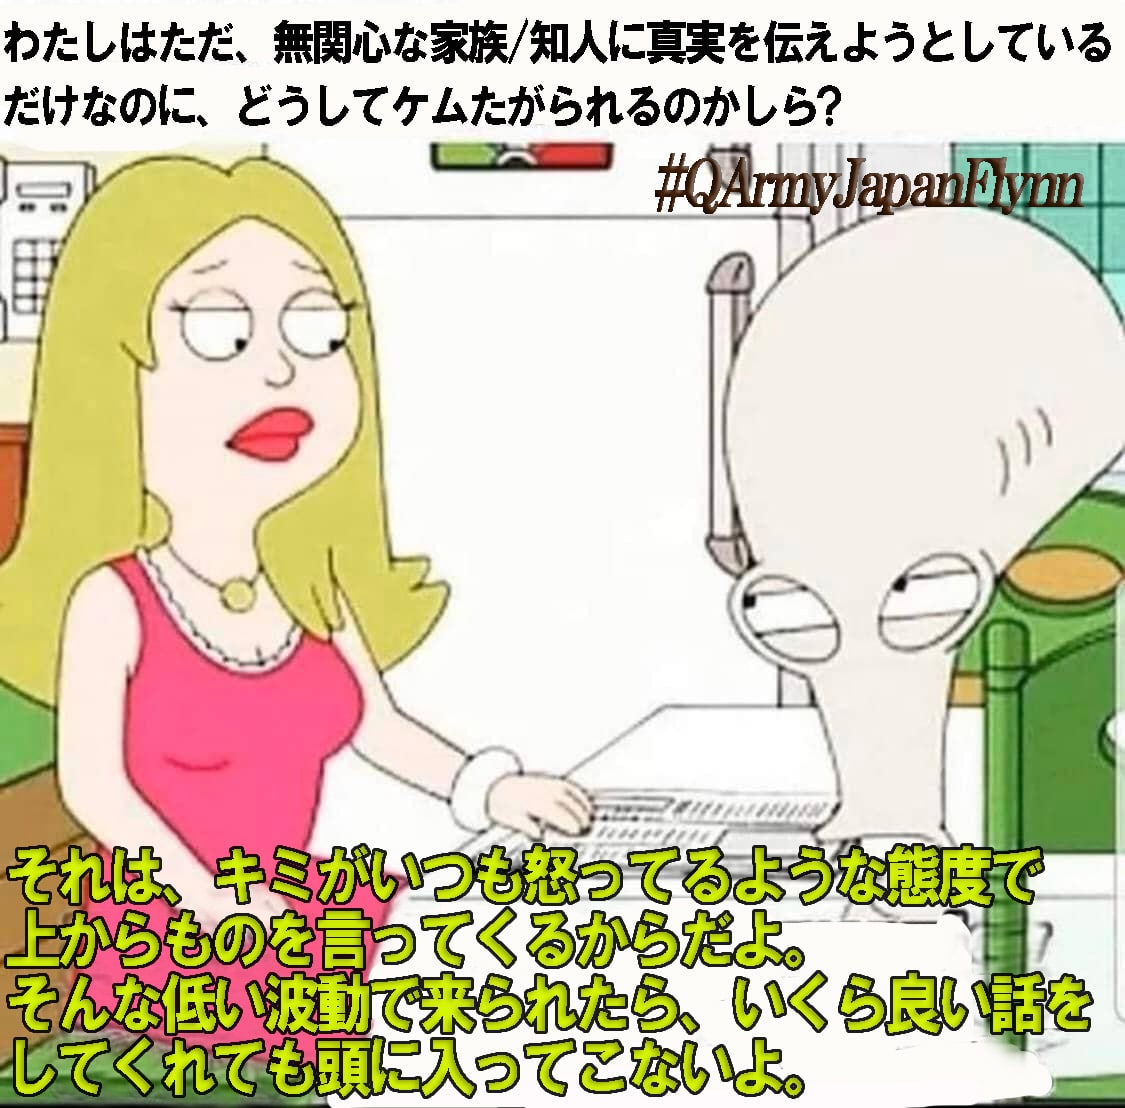 わたしはただ、無関心な家族/知人に真実を伝えようとしている
だけなのに、どうしてケムたがられるのかしら?
#QArmyJapanFlynn
それは、キミがいつも怒ってるような態度で
上からものを言ってくるからだよ。
そんな低い波動で来られたら、いくら良い話を
してくれても頭に入ってこないよ。